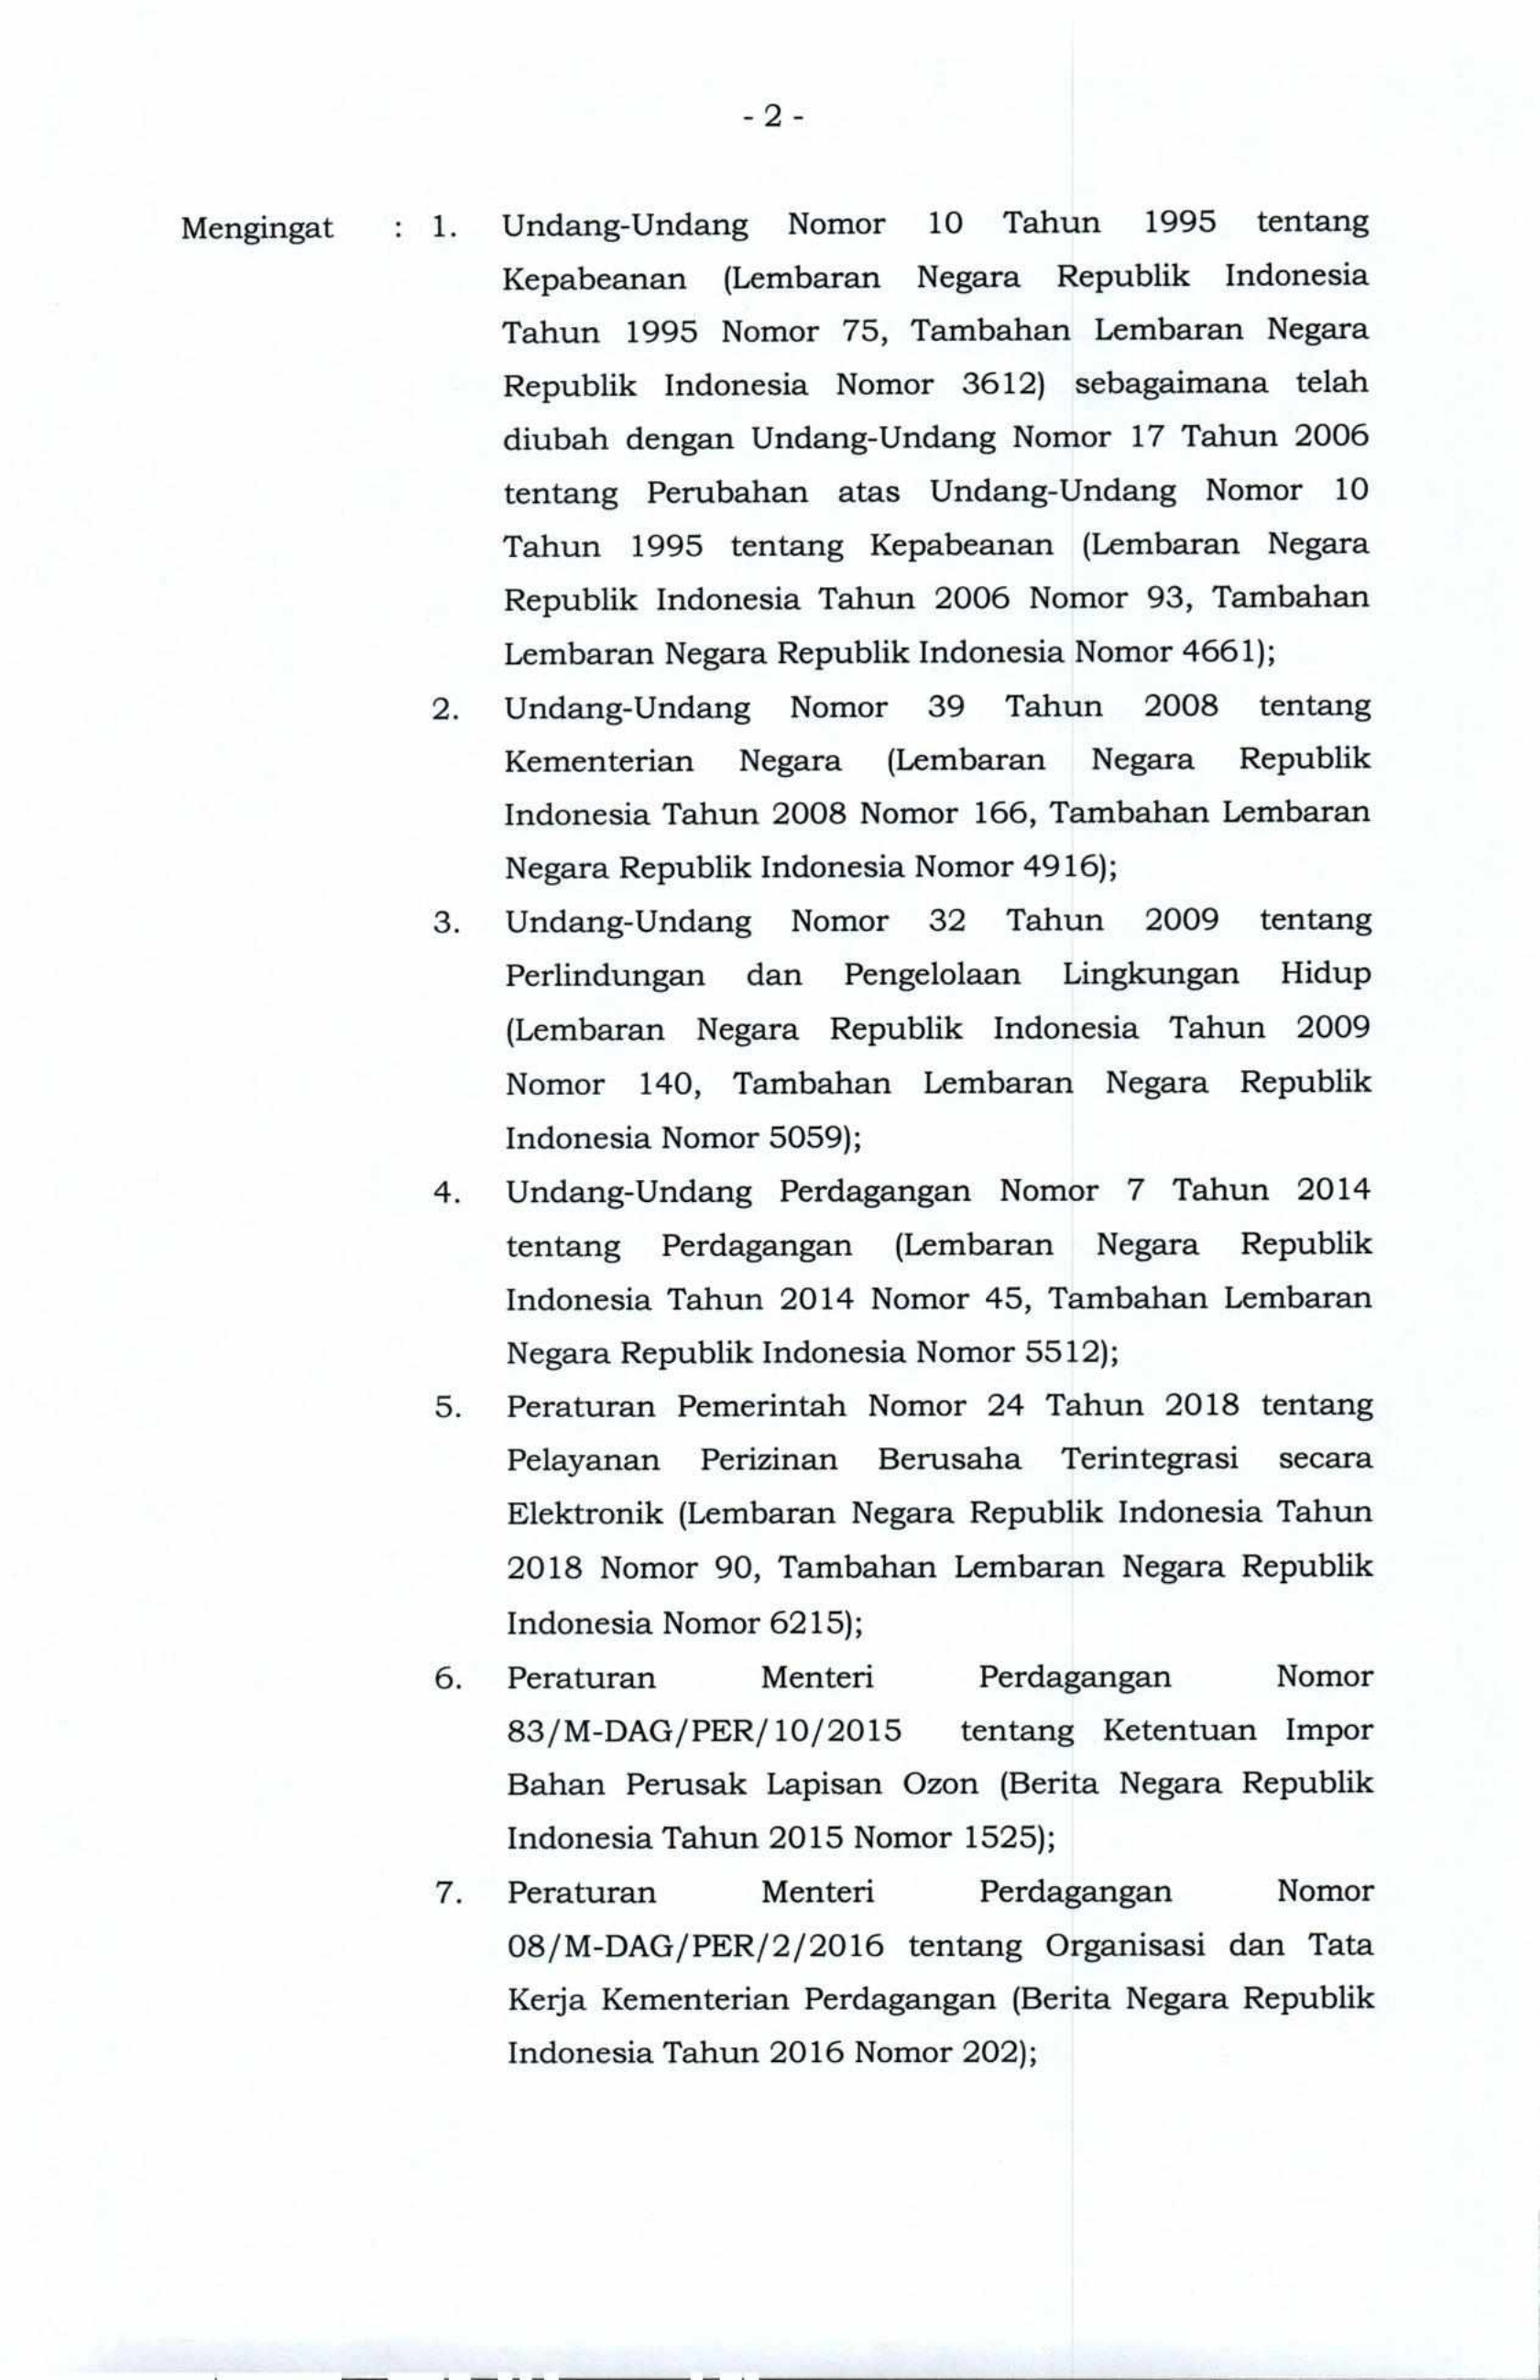 - 2 -
Mengingat : 1. Undang-Undang Nomor 10 Tahun 1995 tentang
Kepabeanan (Lembaran Negara Republik Indonesia
Tahun 1995 Nomor 75, Tambahan Lembaran Negara
Republik Indonesia Nomor 3612) sebagaimana telah
diubah dengan Undang-Undang Nomor 17 Tahun 2006
tentang Perubahan atas Undang-Undang Nomor 10
Tahun 1995 tentang Kepabeanan (Lembaran Negara
Republik Indonesia Tahun 2006 Nomor 93, Tambahan
Lembaran Negara Republik Indonesia Nomor 4661);
2. Undang-Undang Nomor 39 Tahun 2008 tentang
Kementerian Negara (Lembaran Negara Republik
Indonesia Tahun 2008 Nomor 166, Tambahan Lembaran
Negara Republik Indonesia Nomor 4916);
3. Undang-Undang Nomor 32 Tahun 2009 tentang
Perlindungan dan Pengelolaan Lingkungan Hidup
(Lembaran Negara Republik Indonesia Tahun 2009
Nomor 140, Tambahan Lembaran Negara Republik
Indonesia Nomor 5059);
4. Undang-Undang Perdagangan Nomor 7 Tahun 2014
tentang Perdagangan (Lembaran Negara Republik
Indonesia Tahun 2014 Nomor 45, Tambahan Lembaran
Negara Republik Indonesia Nomor 5512);
5. Peraturan Pemerintah Nomor 24 Tahun 2018 tentang
Pelayanan Perizinan Berusaha Terintegrasi secara
Elektronik (Lembaran Negara Republik Indonesia Tahun
2018 Nomor 90, Tambahan Lembaran Negara Republik
Indonesia Nomor 6215);
6. Peraturan Menteri Perdagangan Nomor
83/M-DAG/PER/10/2015 tentang Ketentuan Impor
Bahan Perusak Lapisan Ozon (Berita Negara Republik
Indonesia Tahun 2015 Nomor 1525);
7. Peraturan Menteri Perdagangan Nomor
08/M-DAG/PER/2/2016 tentang Organisasi dan Tata
Kerja Kementerian Perdagangan (Berita Negara Republik
Indonesia Tahun 2016 Nomor 202);